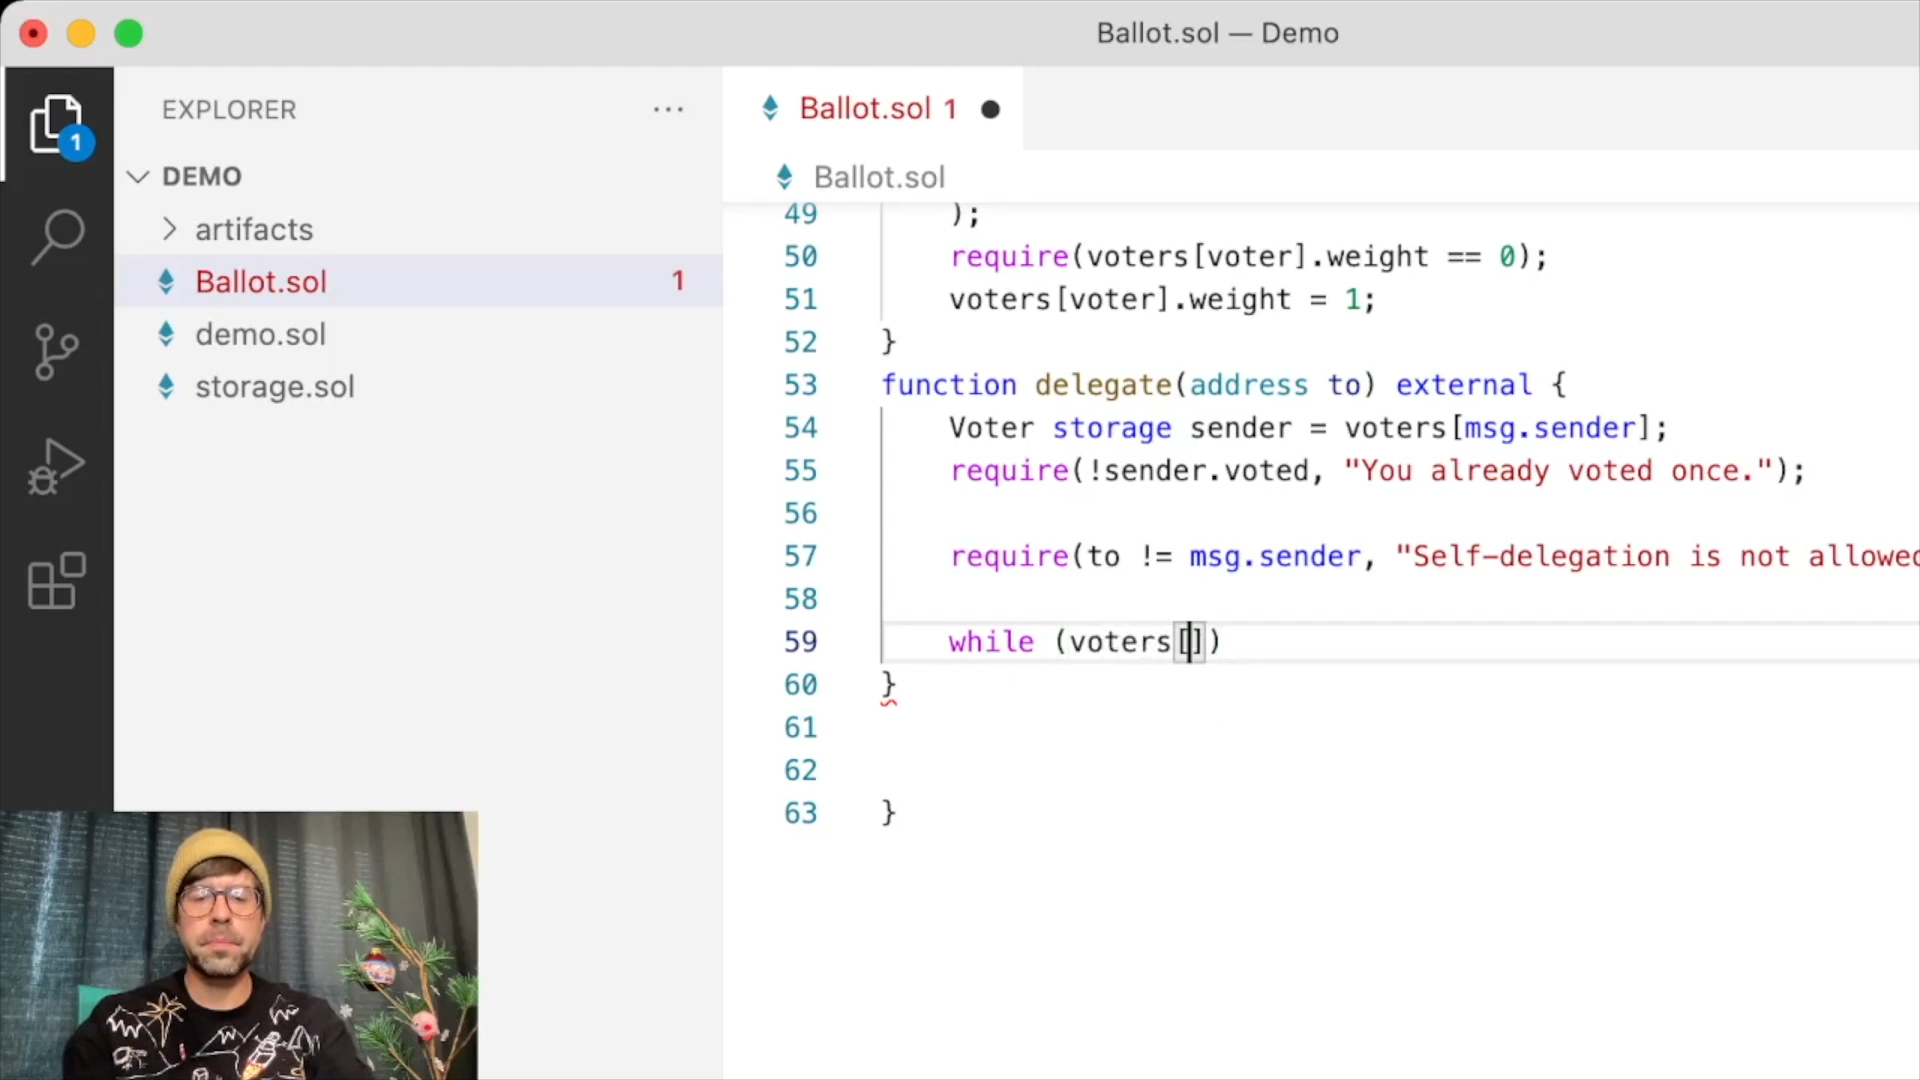 Ballot.sol — Demo
EXPLORER
Ballot.sol 1
1
DEMO
Ballot.sol
artifacts
Ballot.sol 1
demo.sol
storage.sol
49 );
50 require(voters[voter].weight == 0);
51 voters[voter].weight = 1;
52 }
53 function delegate(address to) external {
54 Voter storage sender = voters[msg.sender];
55 require(!sender.voted, "You already voted once.");
56
57 require(to != msg.sender, "Self-delegation is not allowed
58
59 while (voters[])
60 }
61
62
63 }